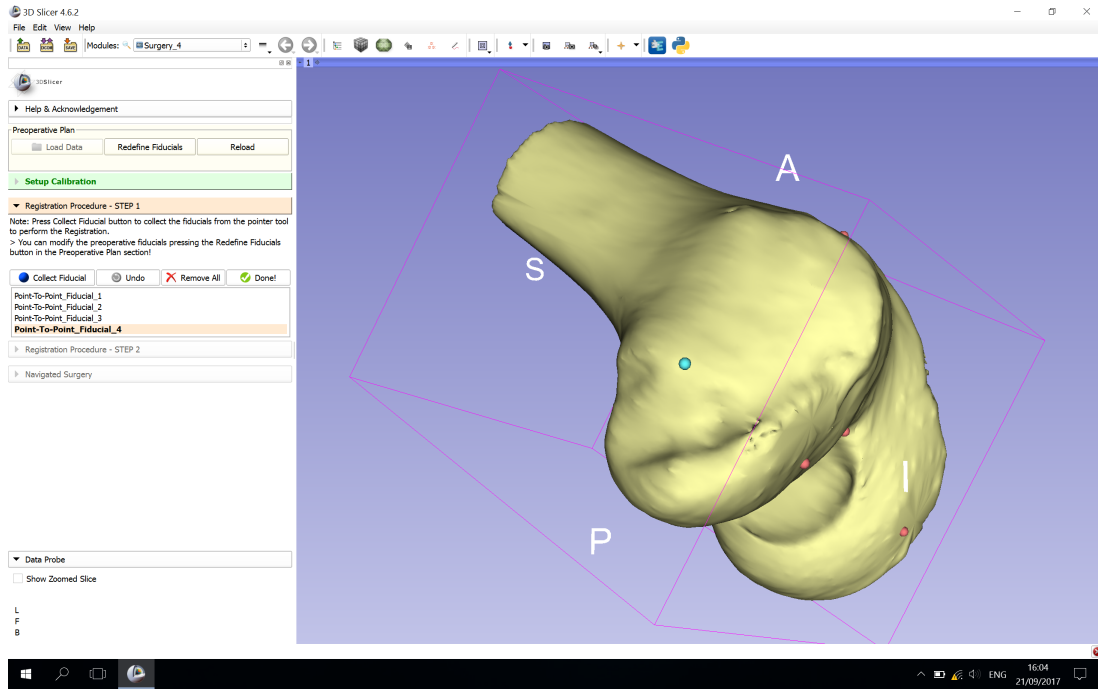 3D Slicer 4.6.2
File Edit View Help
DATA DCOM SAVE Modules: Surgery_4
1
3DSlicer
Help & Acknowledgement
Preoperative Plan
Load Data Redefine Fiducials Reload
Setup Calibration
Registration Procedure - STEP 1
Note: Press Collect Fiducial button to collect the fiducials from the pointer tool
to perform the Registration.
> You can modify the preoperative fiducials pressing the Redefine Fiducials
button in the Preoperative Plan section!
Collect Fiducial Undo Remove All Done!
Point-To-Point_Fiducial_1
Point-To-Point_Fiducial_2
Point-To-Point_Fiducial_3
Point-To-Point_Fiducial_4
Registration Procedure - STEP 2
Navigated Surgery
A
S
I
P
Data Probe
Show Zoomed Slice
L
F
B
ENG
16:04
21/09/2017